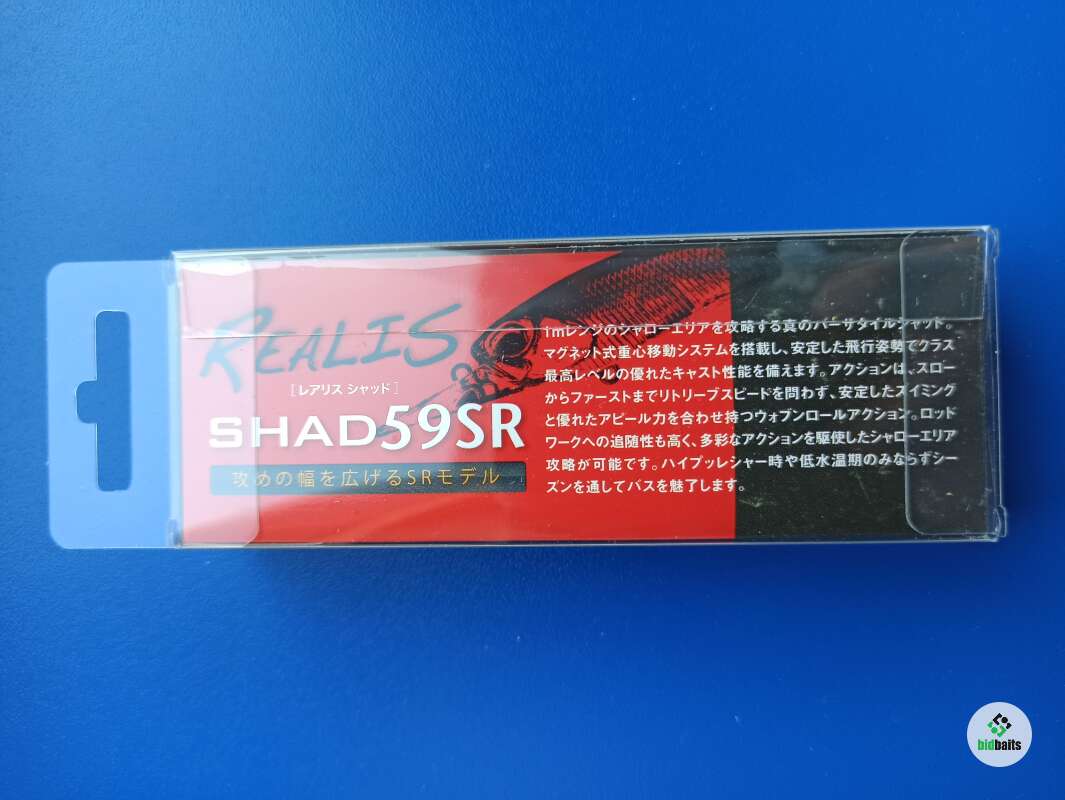 REALIS
[レアリス シャッド]
SHAD59SR
攻めの幅を広げるSRモデル
1mレンジのシャローエリアを攻略する真のバーサタイルシャッド。
マグネット式重心移動システムを搭載し、安定した飛行姿勢でクラス
最高レベルの優れたキャスト性能を備えます。アクションは、スロー
からファーストまでリトリーブスピードを問わず、安定したスイミング
と優れたアピール力を合わせ持つウォブンロールアクション。ロッド
ワークへの追随性も高く、多彩なアクションを駆使したシャローエリア
攻略が可能です。ハイプッレシャー時や低水温期のみならずシー
ズンを通してバスを魅了します。
bidbaits